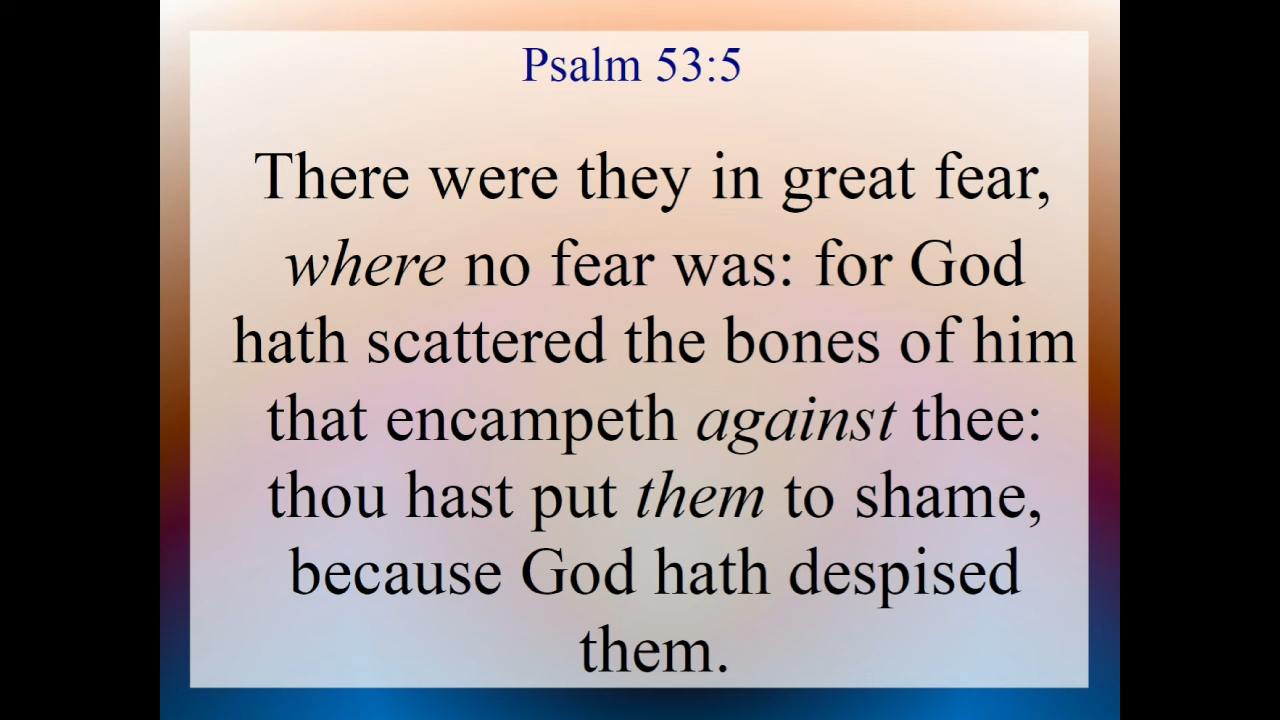 Psalm 53:5
There were they in great fear,
where no fear was: for God
hath scattered the bones of him
that encampeth against thee:
thou hast put them to shame,
because God hath despised
them.